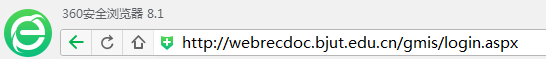 360安全浏览器 8.1
http://webrecdoc.bjut.edu.cn/gmis/login.aspx